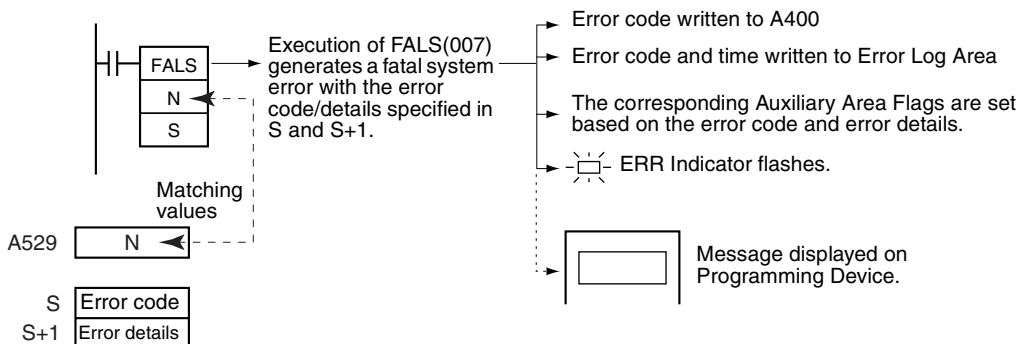 FALS
N
S
Execution of FALS(007)
generates a fatal system
error with the error
code/details specified in
S and S+1.
Error code written to A400
Error code and time written to Error Log Area
The corresponding Auxiliary Area Flags are set
based on the error code and error details.
ERR Indicator flashes.
Message displayed on
Programming Device.
Matching
values
A529 N
S Error code
S+1 Error details